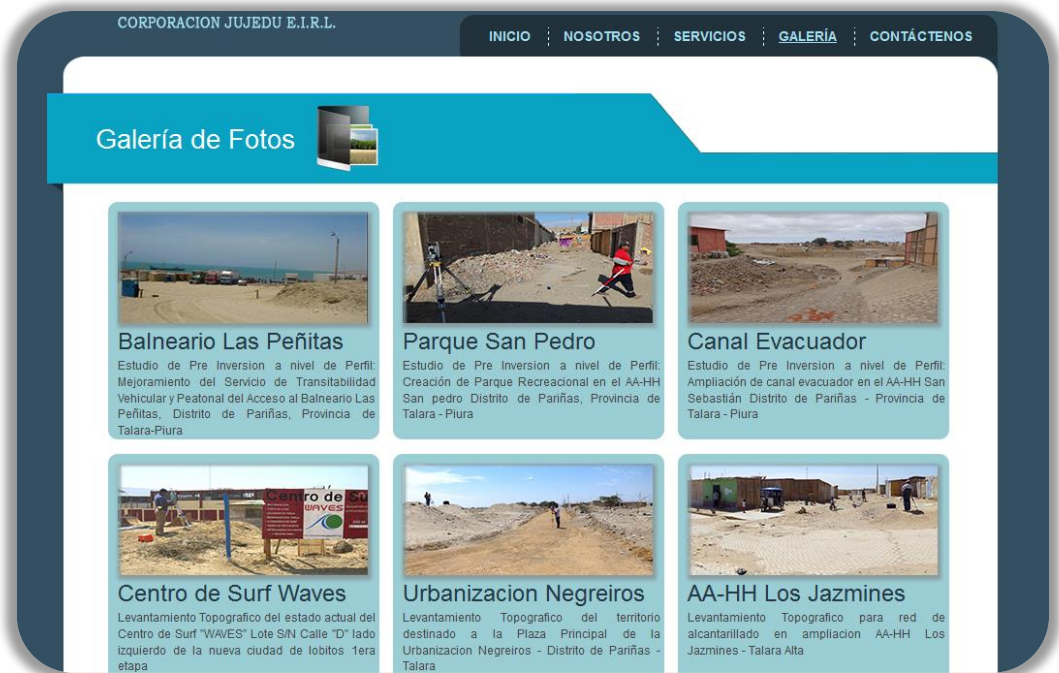 CORPORACION JUJEDU E.I.R.L.
INICIO NOSOTROS SERVICIOS GALERÍA CONTÁCTENOS
Galería de Fotos
Balneario Las Peñitas
Estudio de Pre Inversion a nivel de Perfil:
Mejoramiento del Servicio de Transitabilidad
Vehicular y Peatonal del Acceso al Balneario Las
Peñitas, Distrito de Pariñas, Provincia de
Talara-Piura
Parque San Pedro
Estudio de Pre Inversion a nivel de Perfil:
Creación de Parque Recreacional en el AA-HH
San pedro Distrito de Pariñas, Provincia de
Talara - Piura
Canal Evacuador
Estudio de Pre Inversion a nivel de Perfil:
Ampliación de canal evacuador en el AA-HH San
Sebastián Distrito de Pariñas - Provincia de
Talara - Piura
Centro de Su
WAVES
Centro de Surf Waves
Levantamiento Topografico del estado actual del
Centro de Surf "WAVES" Lote S/N Calle "D" lado
izquierdo de la nueva ciudad de lobitos 1era
etapa
Urbanizacion Negreiros
Levantamiento Topografico del territorio
destinado a la Plaza Principal de la
Urbanizacion Negreiros - Distrito de Pariñas -
Talara
AA-HH Los Jazmines
Levantamiento Topografico para red de
alcantarillado en ampliacion AA-HH Los
Jazmines - Talara Alta